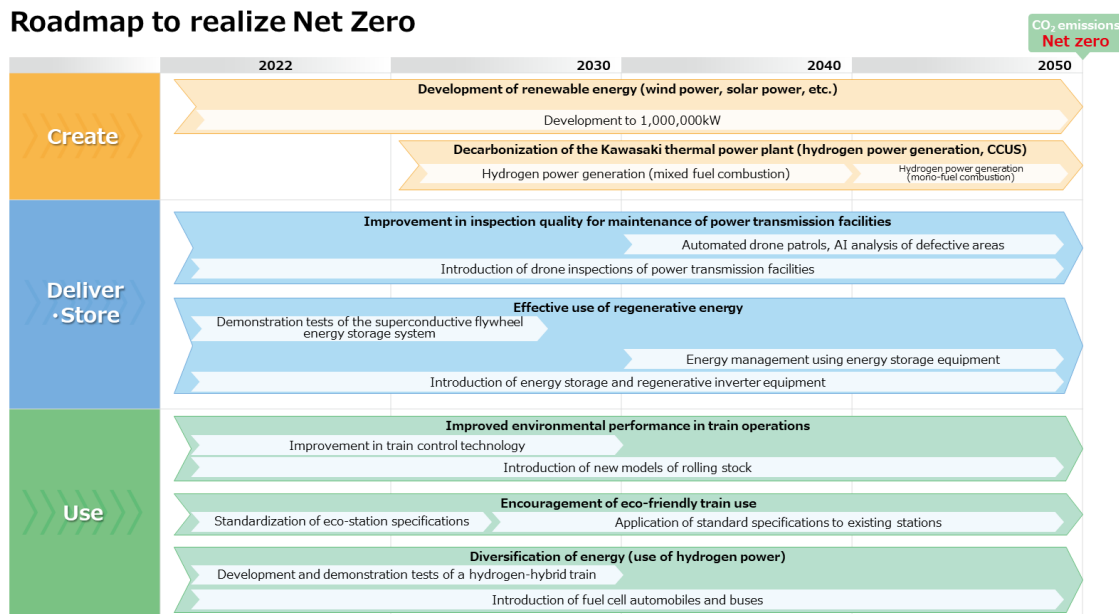 Roadmap to realize Net Zero
CO₂ emissions
Net zero
2022 2030 2040 2050
Create
Development of renewable energy (wind power, solar power, etc.)
Development to 1,000,000kW
Decarbonization of the Kawasaki thermal power plant (hydrogen power generation, CCUS)
Hydrogen power generation (mixed fuel combustion)
Hydrogen power generation
(mono-fuel combustion)
Deliver
・Store
Improvement in inspection quality for maintenance of power transmission facilities
Automated drone patrols, AI analysis of defective areas
Introduction of drone inspections of power transmission facilities
Effective use of regenerative energy
Demonstration tests of the superconductive flywheel
energy storage system
Energy management using energy storage equipment
Introduction of energy storage and regenerative inverter equipment
Use
Improved environmental performance in train operations
Improvement in train control technology
Introduction of new models of rolling stock
Encouragement of eco-friendly train use
Standardization of eco-station specifications
Application of standard specifications to existing stations
Diversification of energy (use of hydrogen power)
Development and demonstration tests of a hydrogen-hybrid train
Introduction of fuel cell automobiles and buses